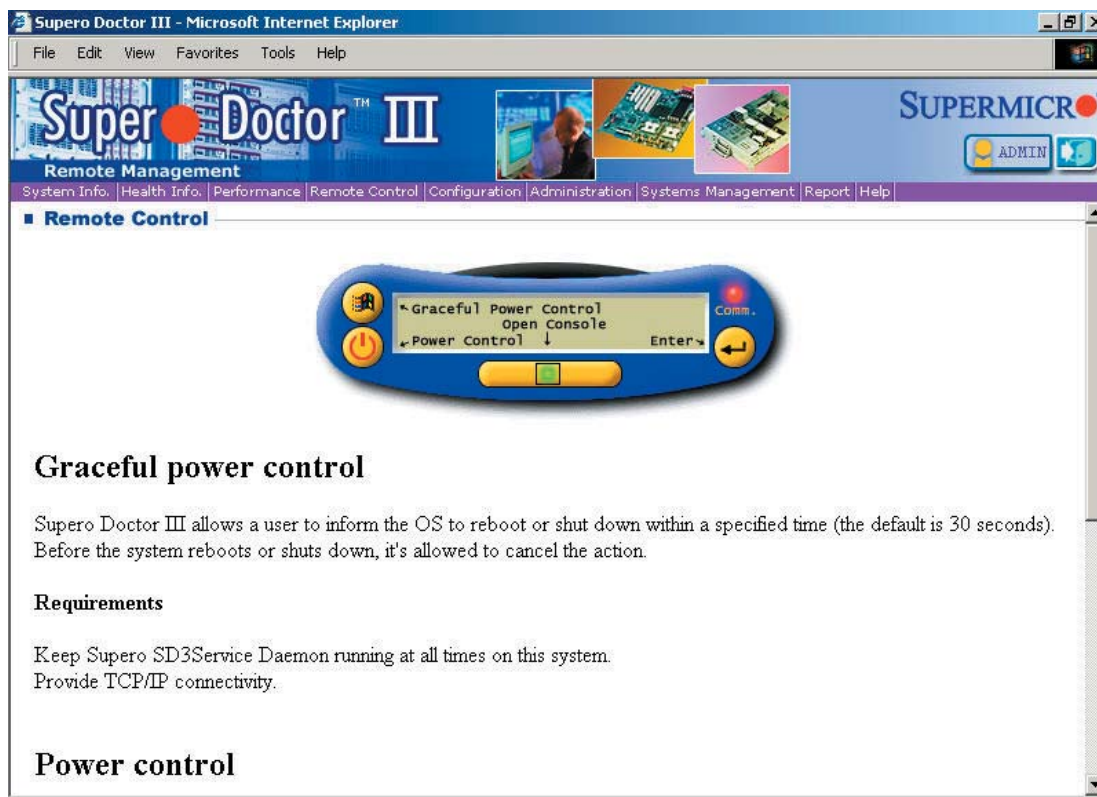 Supero Doctor III - Microsoft Internet Explorer
File Edit View Favorites Tools Help
Super Doctor™ III
SUPERMICR
Remote Management
ADMIN
System Info. Health Info. Performance Remote Control Configuration Administration Systems Management Report Help
Remote Control
Graceful Power Control
Open Console
Power Control ↓ Enter
Comm.
Graceful power control
Supero Doctor III allows a user to inform the OS to reboot or shut down within a specified time (the default is 30 seconds).
Before the system reboots or shuts down, it's allowed to cancel the action.
Requirements
Keep Supero SD3Service Daemon running at all times on this system.
Provide TCP/IP connectivity.
Power control